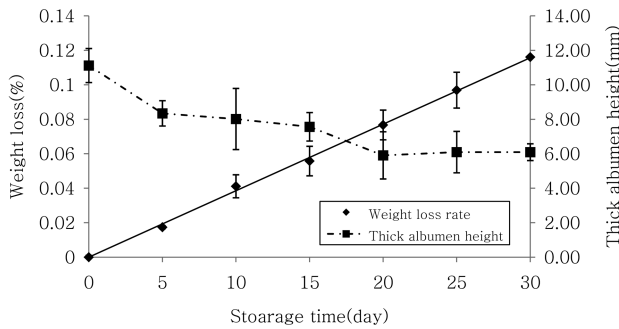 0.14
0.12
0.1
0.08
0.06
0.04
0.02
0
Weight loss(%)
14.00
12.00
10.00
8.00
6.00
4.00
2.00
0.00
Thick albumen height(mm)
Weight loss rate
Thick albumen height
0 5 10 15 20 25 30
Stoarage time(day)